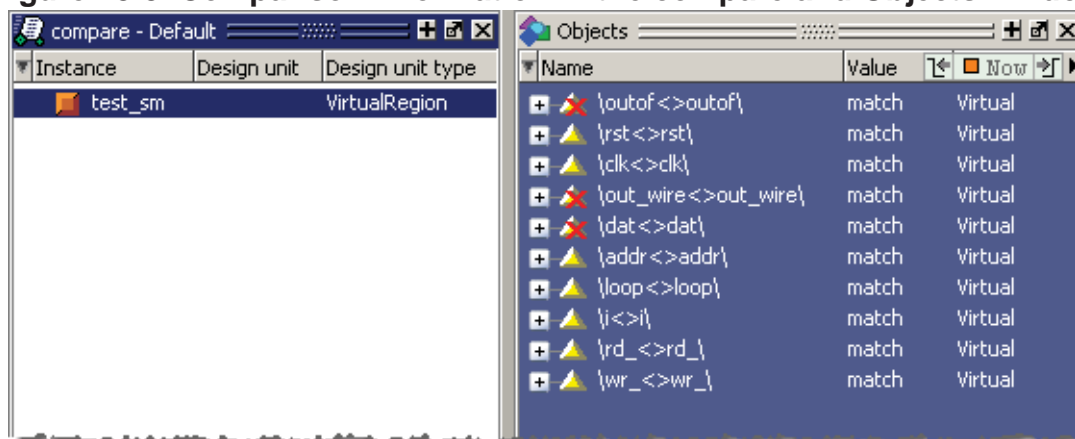 compare - Default
Objects
Instance Design unit Design unit type
Name Value Now
test_sm VirtualRegion
\outof<>outof\ match Virtual
\rst<>rst\ match Virtual
\clk<>clk\ match Virtual
\out_wire<>out_wire\ match Virtual
\dat<>dat\ match Virtual
\addr<>addr\ match Virtual
\loop<>loop\ match Virtual
\i<>i\ match Virtual
\rd_<>rd_\ match Virtual
\wr_<>wr_\ match Virtual